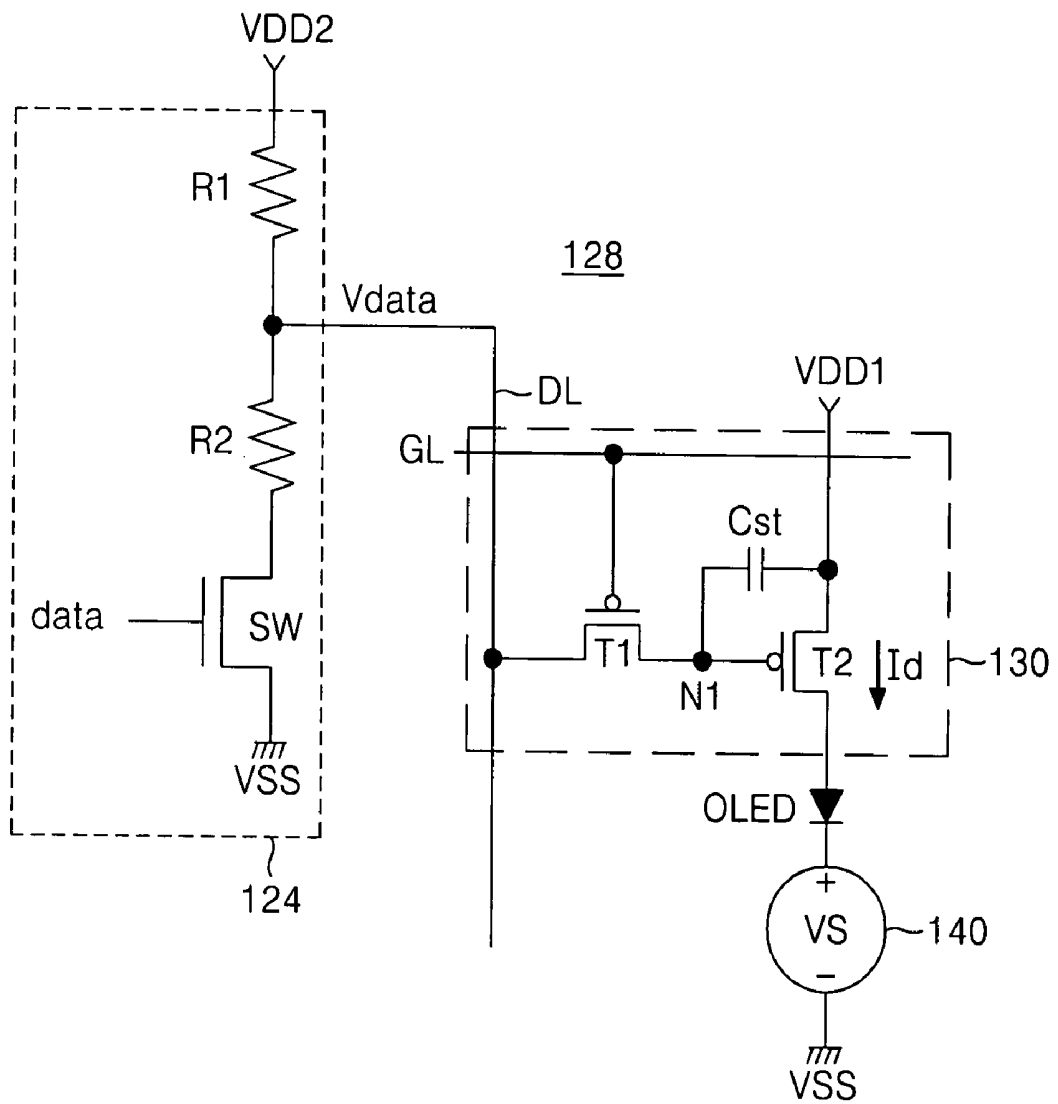 VDD2
R1
128
Vdata
VDD1
DL
R2
GL
Cst
data
SW
T1
T2
Id
130
N1
VSS
OLED
124
+
VS
140
−
VSS